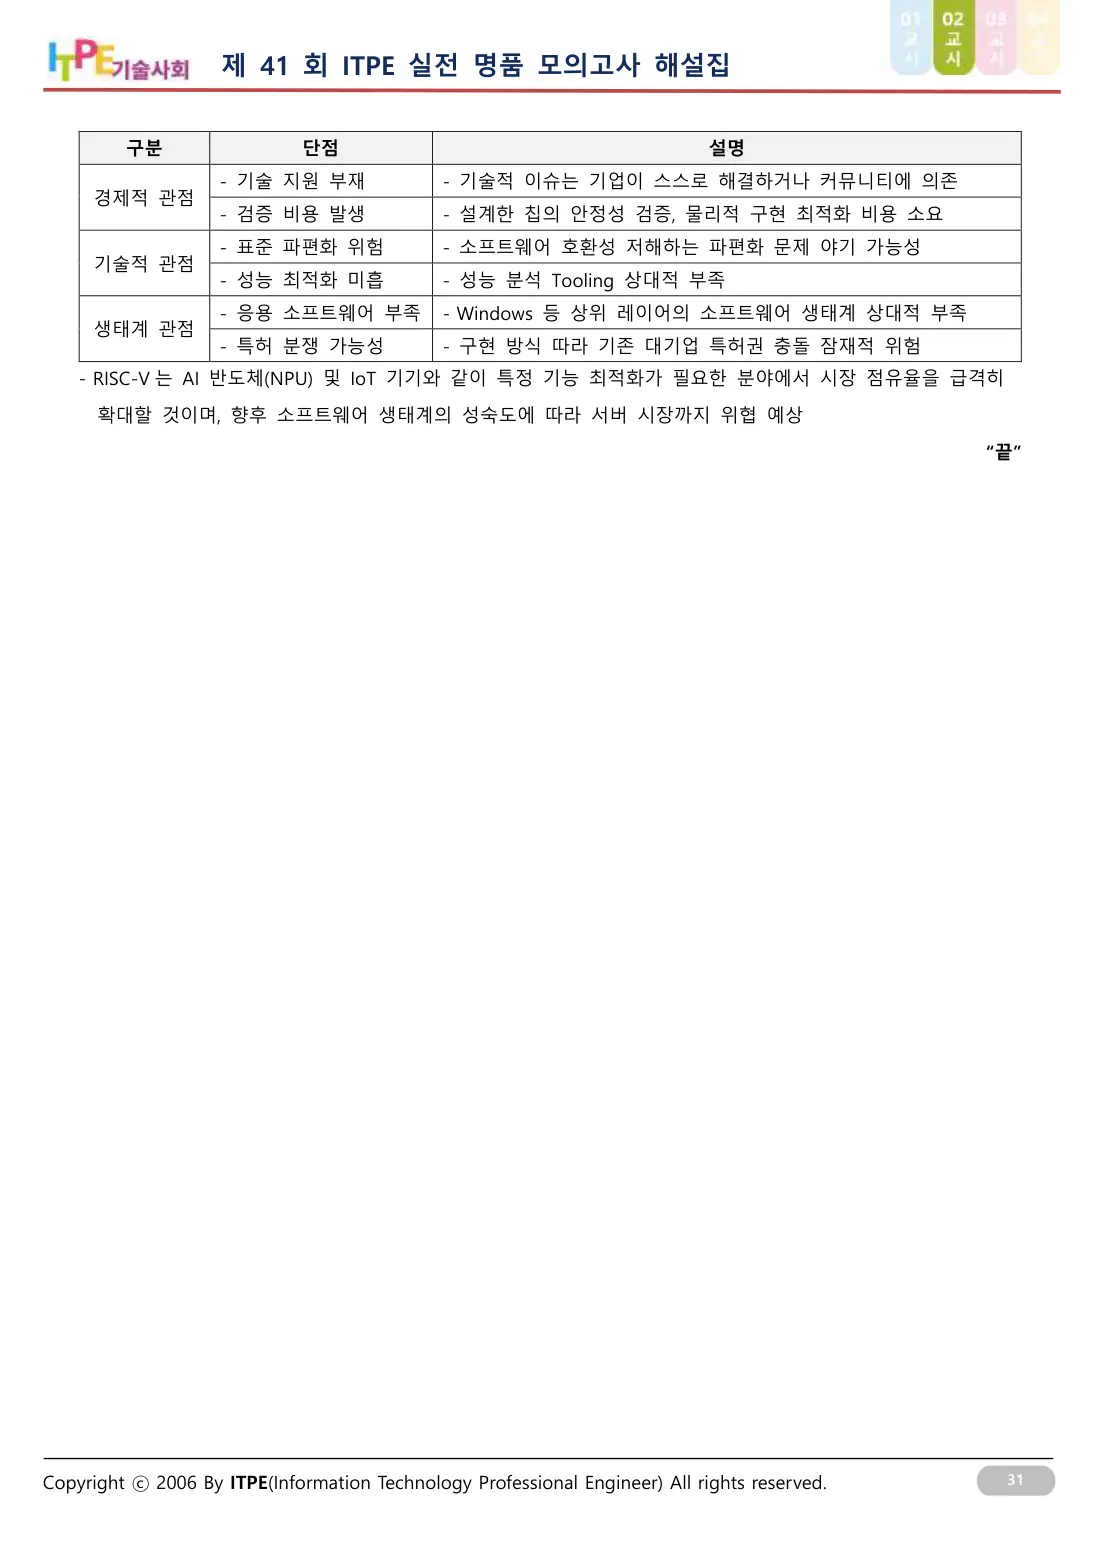 ITPE기술사회 제 41 회 ITPE 실전 명품 모의고사 해설집
01 교시 02 교시 03 교시 04 교시
구분 단점 설명
경제적 관점 - 기술 지원 부재 - 기술적 이슈는 기업이 스스로 해결하거나 커뮤니티에 의존
- 검증 비용 발생 - 설계한 칩의 안정성 검증, 물리적 구현 최적화 비용 소요
기술적 관점 - 표준 파편화 위험 - 소프트웨어 호환성 저해하는 파편화 문제 야기 가능성
- 성능 최적화 미흡 - 성능 분석 Tooling 상대적 부족
생태계 관점 - 응용 소프트웨어 부족 - Windows 등 상위 레이어의 소프트웨어 생태계 상대적 부족
- 특허 분쟁 가능성 - 구현 방식 따라 기존 대기업 특허권 충돌 잠재적 위험
- RISC-V 는 AI 반도체(NPU) 및 IoT 기기와 같이 특정 기능 최적화가 필요한 분야에서 시장 점유율을 급격히
확대할 것이며, 향후 소프트웨어 생태계의 성숙도에 따라 서버 시장까지 위협 예상
“끝”
Copyright ⓒ 2006 By ITPE(Information Technology Professional Engineer) All rights reserved. 31